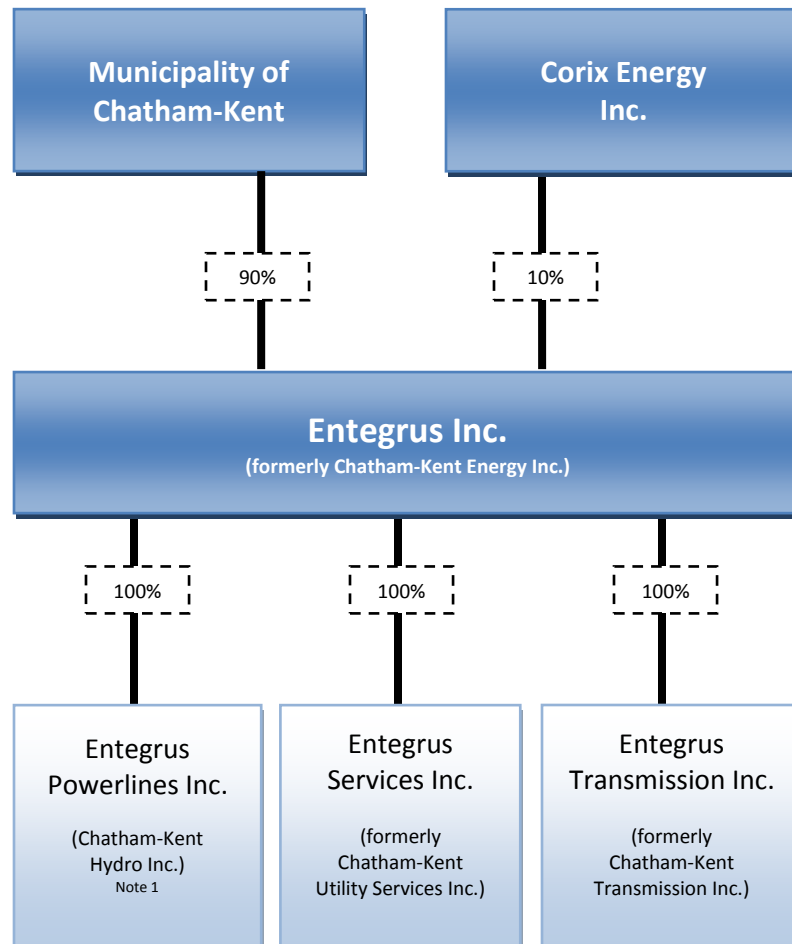 Municipality of
Chatham-Kent
Corix Energy
Inc.
90%
10%
Entegrus Inc.
(formerly Chatham-Kent Energy Inc.)
100%
100%
100%
Entegrus
Powerlines Inc.
(Chatham-Kent
Hydro Inc.)
Note 1
Entegrus
Services Inc.
(formerly
Chatham-Kent
Utility Services Inc.)
Entegrus
Transmission Inc.
(formerly
Chatham-Kent
Transmission Inc.)